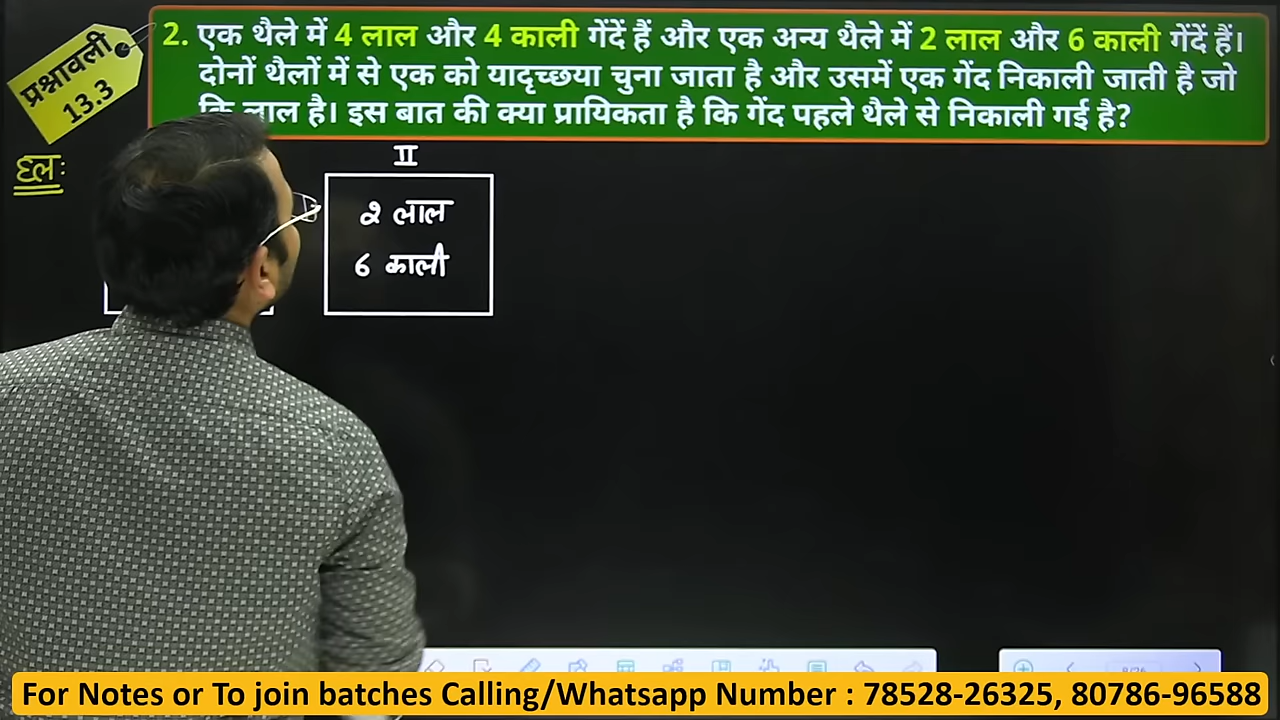 प्रश्नावली
13.3
2. एक थैले में 4 लाल और 4 काली गेंदें हैं और एक अन्य थैले में 2 लाल और 6 काली गेंदें हैं।
दोनों थैलों में से एक को यादृच्छया चुना जाता है और उसमें एक गेंद निकाली जाती है जो
कि लाल है। इस बात की क्या प्रायिकता है कि गेंद पहले थैले से निकाली गई है?
हलः
II
2 लाल
6 काली
For Notes or To join batches Calling/Whatsapp Number : 78528-26325, 80786-96588